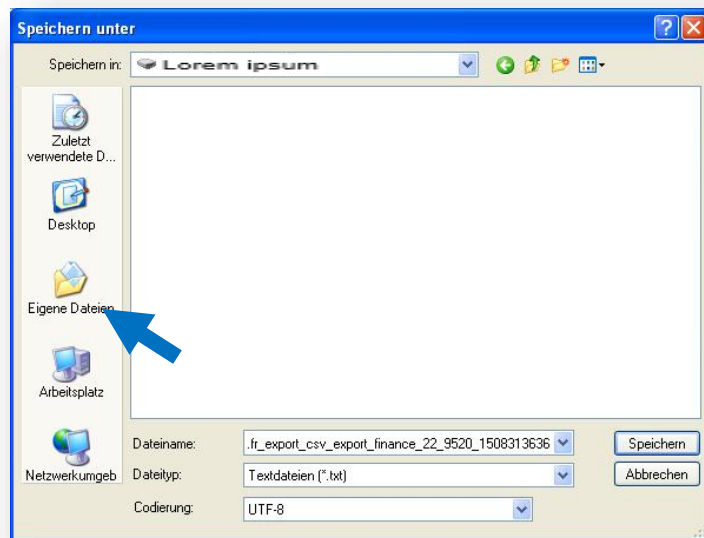 Speichern unter
Speichern in: Lorem ipsum
Zuletzt
verwendete D...
Desktop
Eigene Dateien
Arbeitsplatz
Netzwerkumgeb
Dateiname: .fr_export_csv_export_finance_22_9520_1508313636 Speichern
Dateityp: Textdateien (*.txt) Abbrechen
Codierung: UTF-8